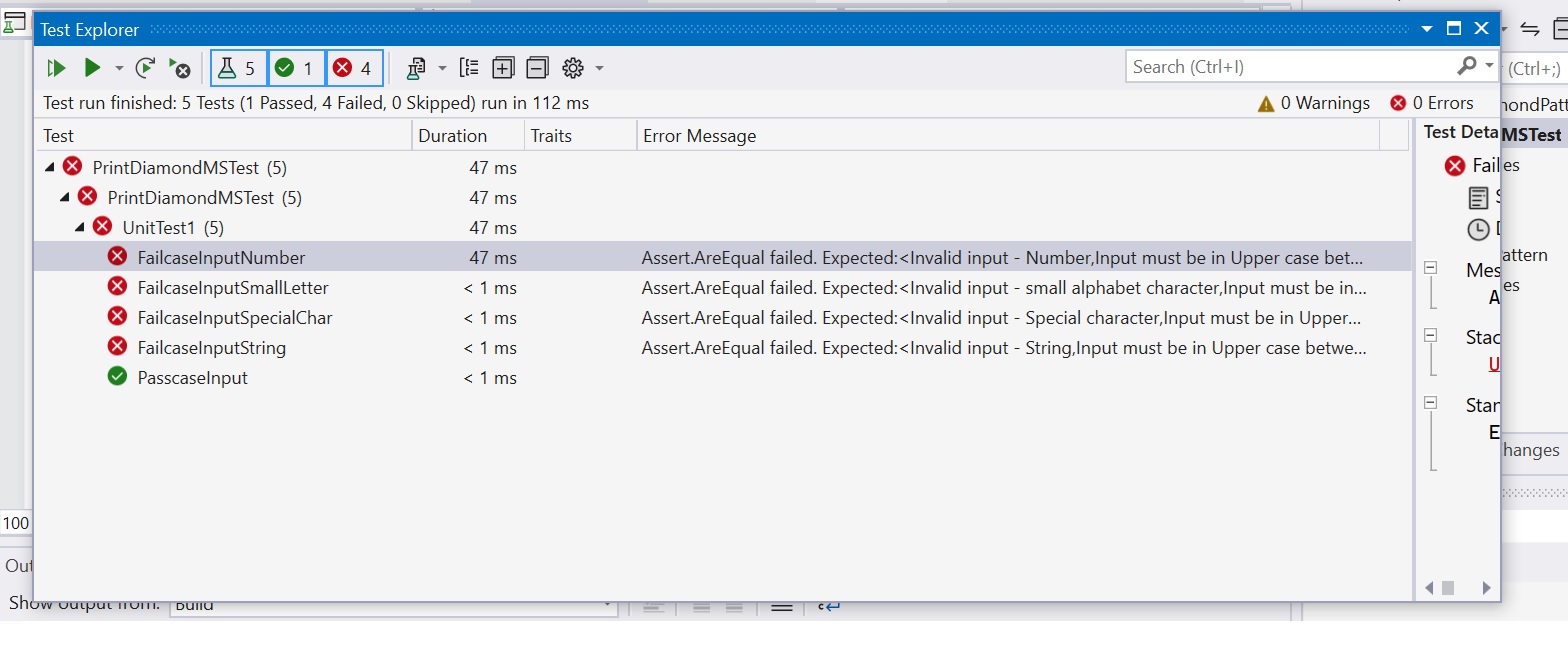 Test Explorer
5 1 4
Search (Ctrl+I)
(Ctrl+;)
Test run finished: 5 Tests (1 Passed, 4 Failed, 0 Skipped) run in 112 ms
0 Warnings 0 Errors
Test Duration Traits Error Message
PrintDiamondMSTest (5) 47 ms
PrintDiamondMSTest (5) 47 ms
UnitTest1 (5) 47 ms
FailcaseInputNumber 47 ms Assert.AreEqual failed. Expected:<Invalid input - Number,Input must be in Upper case bet...
FailcaseInputSmallLetter < 1 ms Assert.AreEqual failed. Expected:<Invalid input - small alphabet character,Input must be in...
FailcaseInputSpecialChar < 1 ms Assert.AreEqual failed. Expected:<Invalid input - Special character,Input must be in Upper...
FailcaseInputString < 1 ms Assert.AreEqual failed. Expected:<Invalid input - String,Input must be in Upper case betwe...
PasscaseInput < 1 ms
Test Deta
Fail
Mes
A
Stac
U
Star
E
MSTest
es
attern
es
hanges
100
Out
Show output from: Build